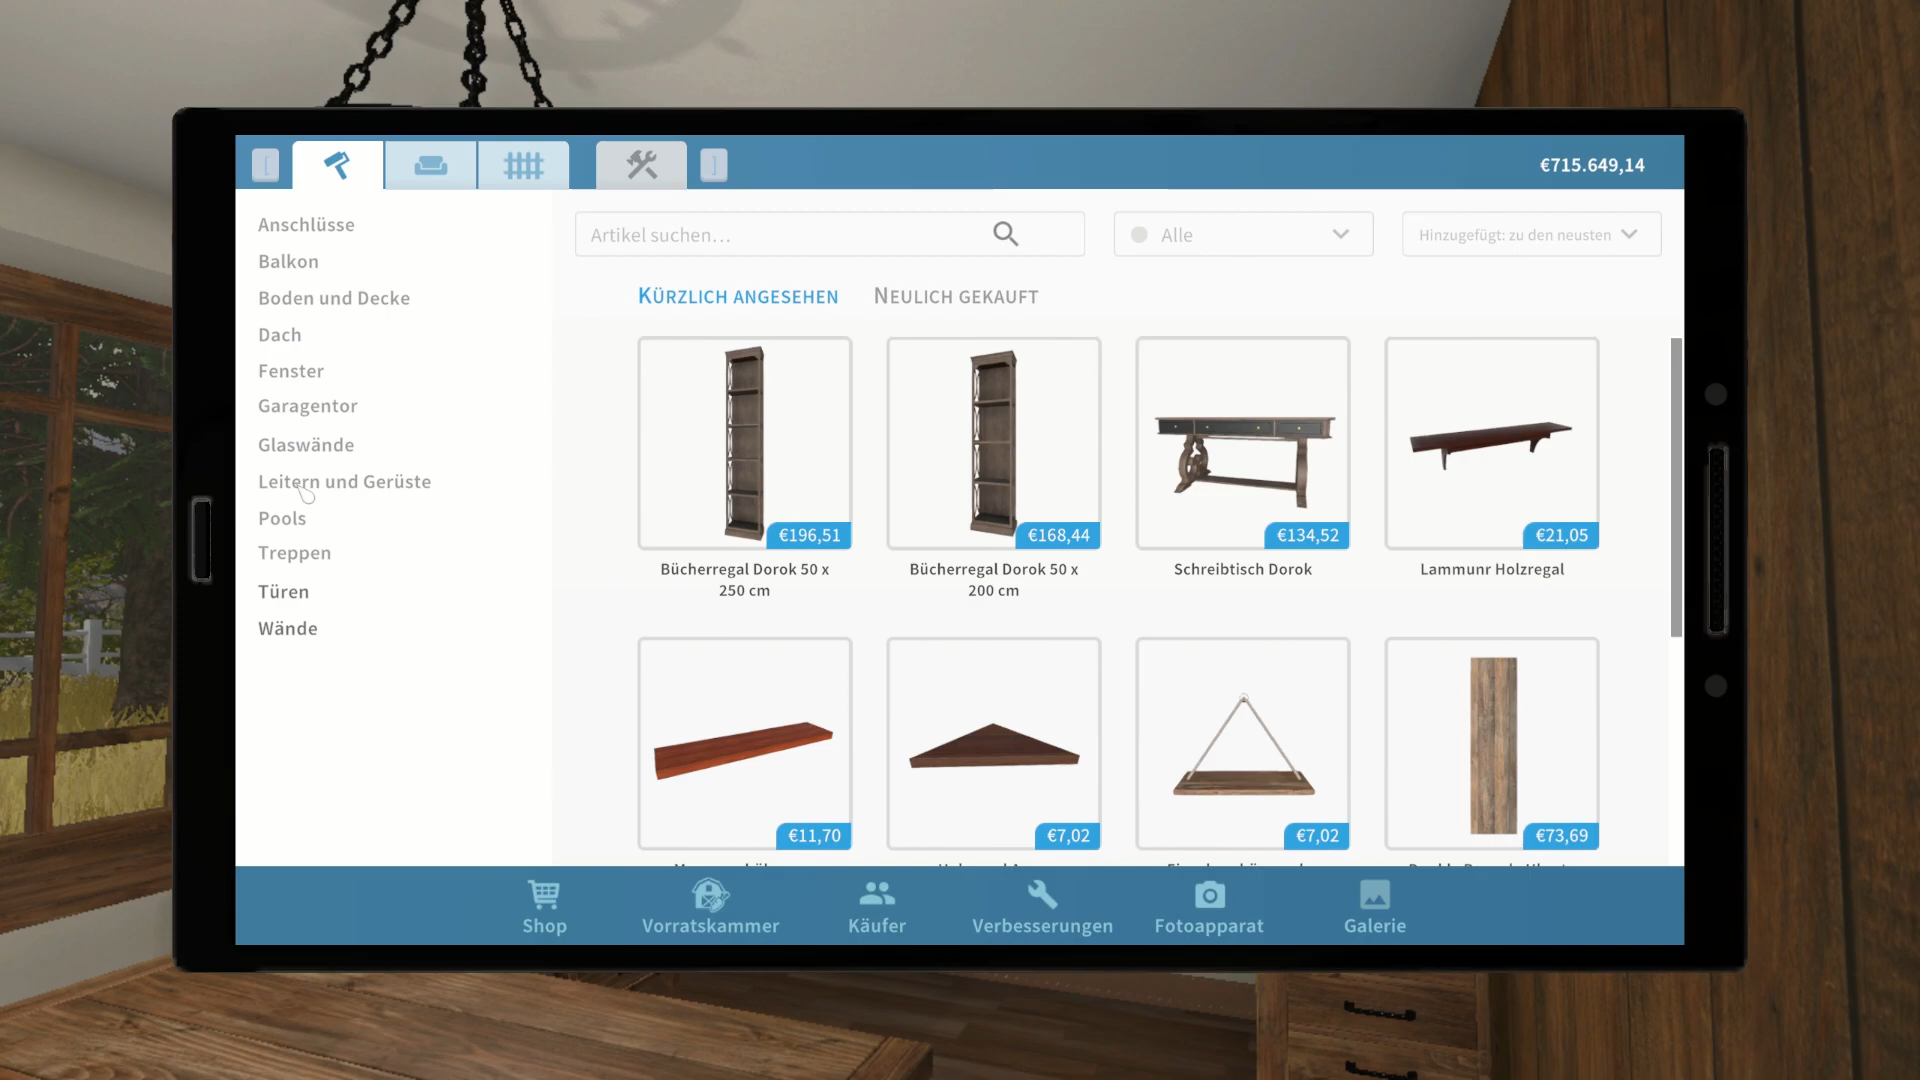 [
]
€715.649,14
Anschlüsse
Balkon
Boden und Decke
Dach
Fenster
Garagentor
Glaswände
Leitern und Gerüste
Pools
Treppen
Türen
Wände
Artikel suchen...
Alle
Hinzugefügt: zu den neusten
KÜRZLICH ANGESEHEN
NEULICH GEKAUFT
€196,51
€168,44
€134,52
€21,05
Bücherregal Dorok 50 x
250 cm
Bücherregal Dorok 50 x
200 cm
Schreibtisch Dorok
Lammunr Holzregal
€11,70
€7,02
€7,02
€73,69
Shop
Vorratskammer
Käufer
Verbesserungen
Fotoapparat
Galerie